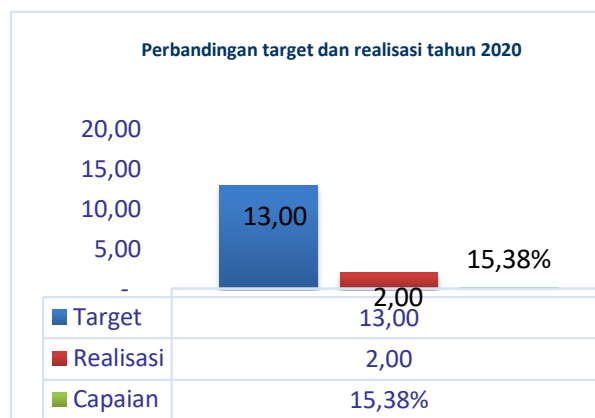 Perbandingan target dan realisasi tahun 2020
20,00
15,00
10,00
5,00
-
13,00
2,00
15,38%
Target 13,00
Realisasi 2,00
Capaian 15,38%